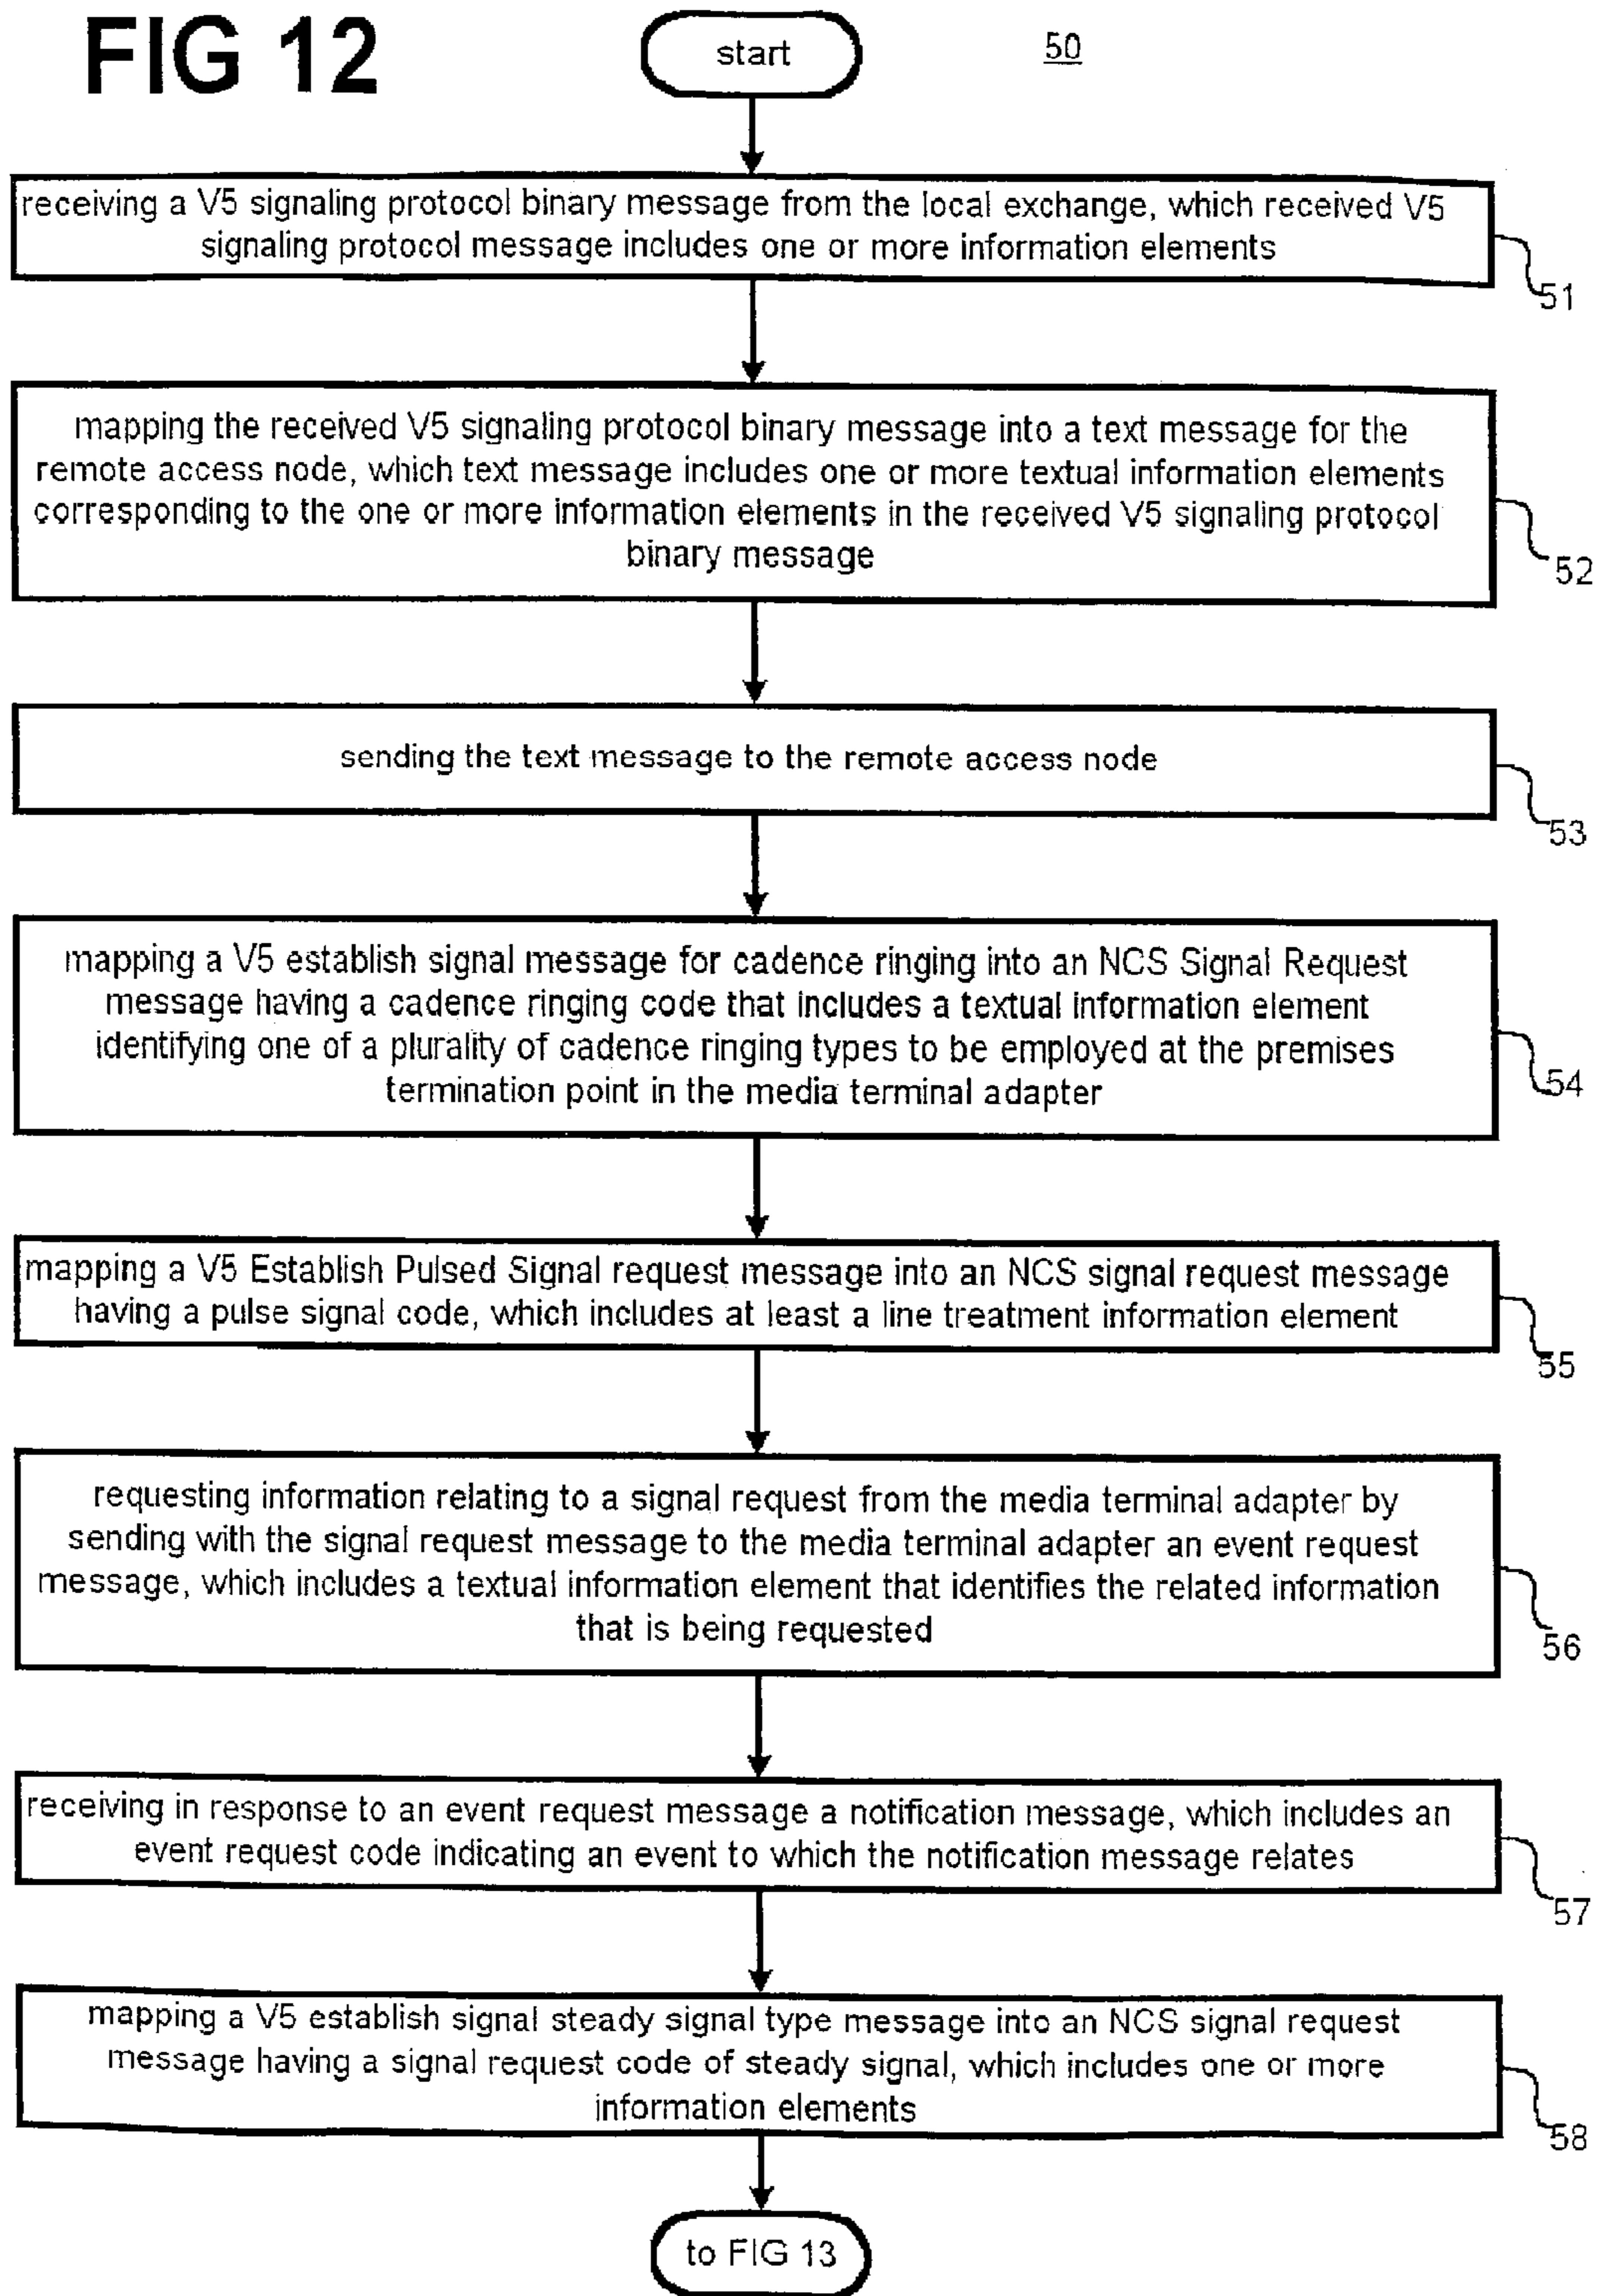 FIG 12
start
50
receiving a V5 signaling protocol binary message from the local exchange, which received V5
signaling protocol message includes one or more information elements
51
mapping the received V5 signaling protocol binary message into a text message for the
remote access node, which text message includes one or more textual information elements
corresponding to the one or more information elements in the received V5 signaling protocol
binary message
52
sending the text message to the remote access node
53
mapping a V5 establish signal message for cadence ringing into an NCS Signal Request
message having a cadence ringing code that includes a textual information element
identifying one of a plurality of cadence ringing types to be employed at the premises
termination point in the media terminal adapter
54
mapping a V5 Establish Pulsed Signal request message into an NCS signal request message
having a pulse signal code, which includes at least a line treatment information element
55
requesting information relating to a signal request from the media terminal adapter by
sending with the signal request message to the media terminal adapter an event request
message, which includes a textual information element that identifies the related information
that is being requested
56
receiving in response to an event request message a notification message, which includes an
event request code indicating an event to which the notification message relates
57
mapping a V5 establish signal steady signal type message into an NCS signal request
message having a signal request code of steady signal, which includes one or more
information elements
58
to FIG 13